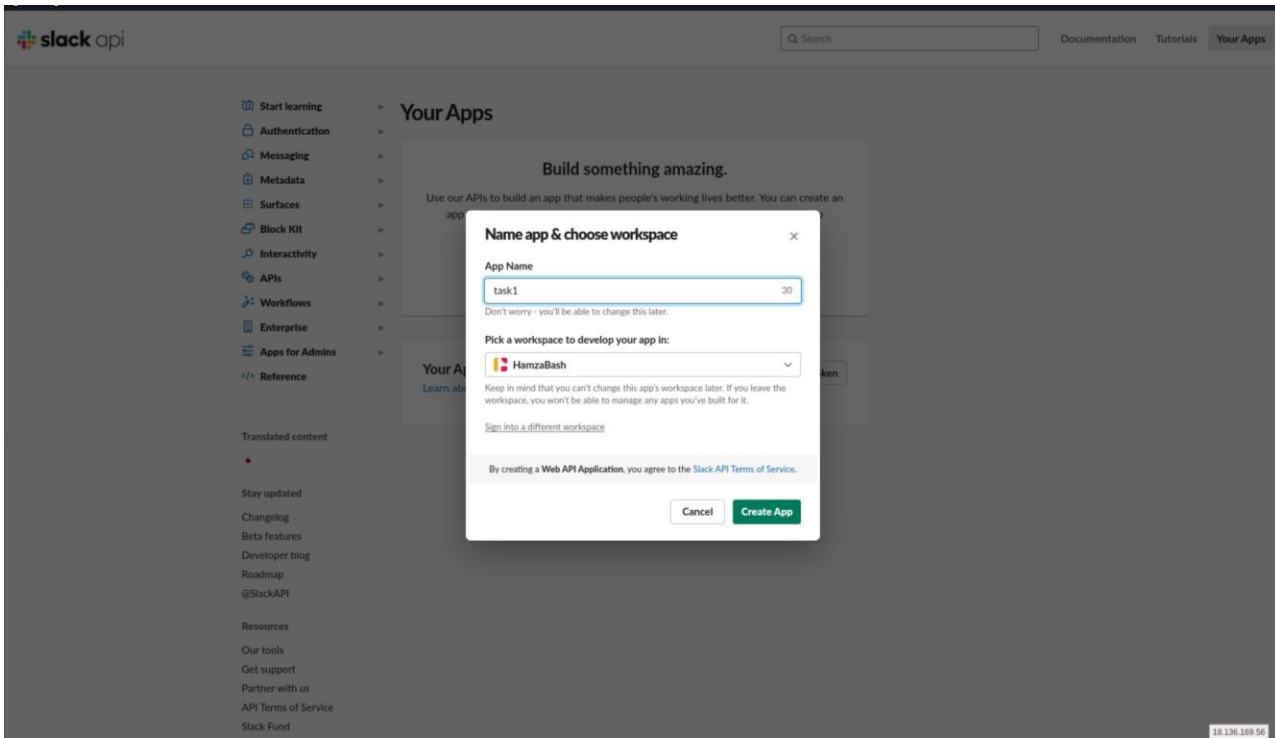 slack api
Search
Documentation Tutorials Your Apps
Start learning
Authentication
Messaging
Metadata
Surfaces
Block Kit
Interactivity
APIs
Workflows
Enterprise
Apps for Admins
Reference
Translated content
Stay updated
Changelog
Beta features
Developer blog
Roadmap
@SlackAPI
Resources
Our tools
Get support
Partner with us
API Terms of Service
Slack Fund
Your Apps
Build something amazing.
Use our APIs to build an app that makes people's working lives better. You can create an
app
Your
Learn
Name app & choose workspace
App Name
task1 30
Don't worry - you'll be able to change this later.
Pick a workspace to develop your app in:
HamzaBash
Keep in mind that you can't change this app's workspace later. If you leave the
workspace, you won't be able to manage any apps you've built for it.
Sign into a different workspace
By creating a Web API Application, you agree to the Slack API Terms of Service.
Cancel Create App
18.136.169.56